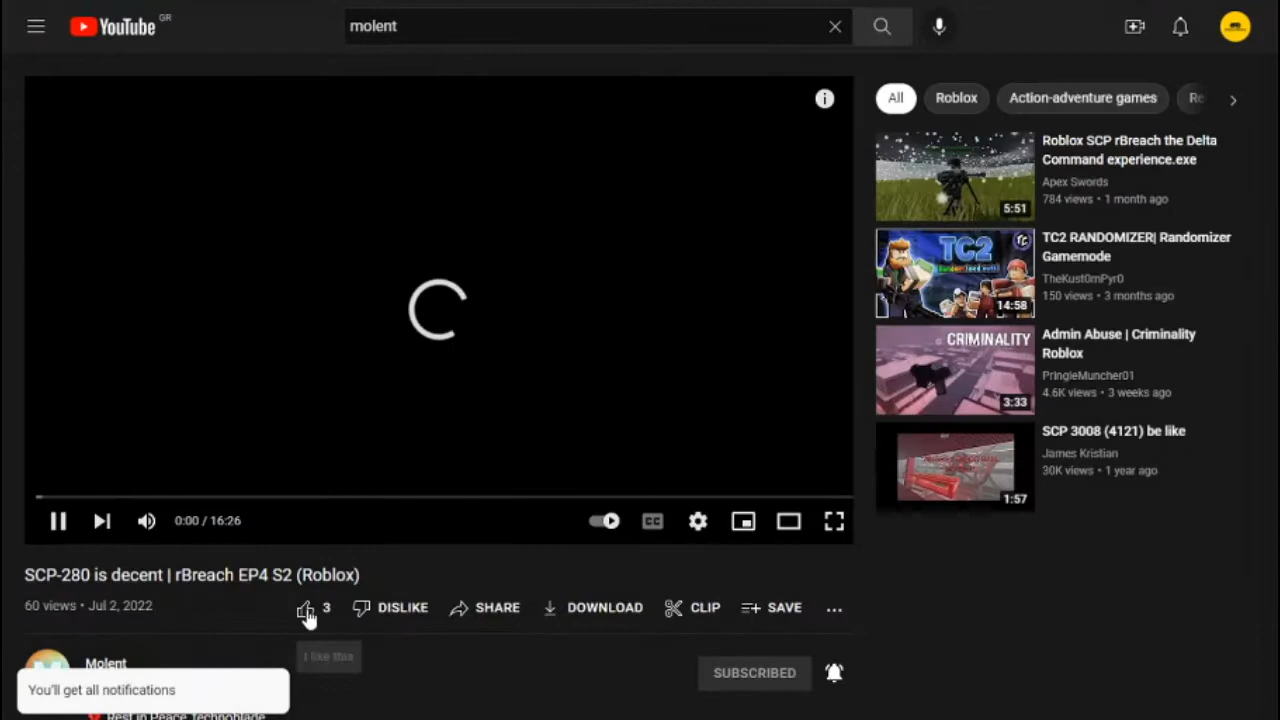 YouTube GR
molent
All
Roblox
Action-adventure games
Re
Roblox SCP rBreach the Delta
Command experience.exe
Apex Swords
784 views • 1 month ago
5:51
TC2
TC2 RANDOMIZER| Randomizer
Gamemode
TheKust0mPyr0
150 views • 3 months ago
14:58
CRIMINALITY
Admin Abuse | Criminality
Roblox
PringleMuncher01
4.6K views • 3 weeks ago
3:33
SCP 3008 (4121) be like
James Kristian
30K views • 1 year ago
1:57
0:00 / 16:26
CC
SCP-280 is decent | rBreach EP4 S2 (Roblox)
60 views • Jul 2, 2022
3
DISLIKE
SHARE
DOWNLOAD
CLIP
SAVE
I like this
Molent
SUBSCRIBED
You'll get all notifications
Rest in Peace Technoblade